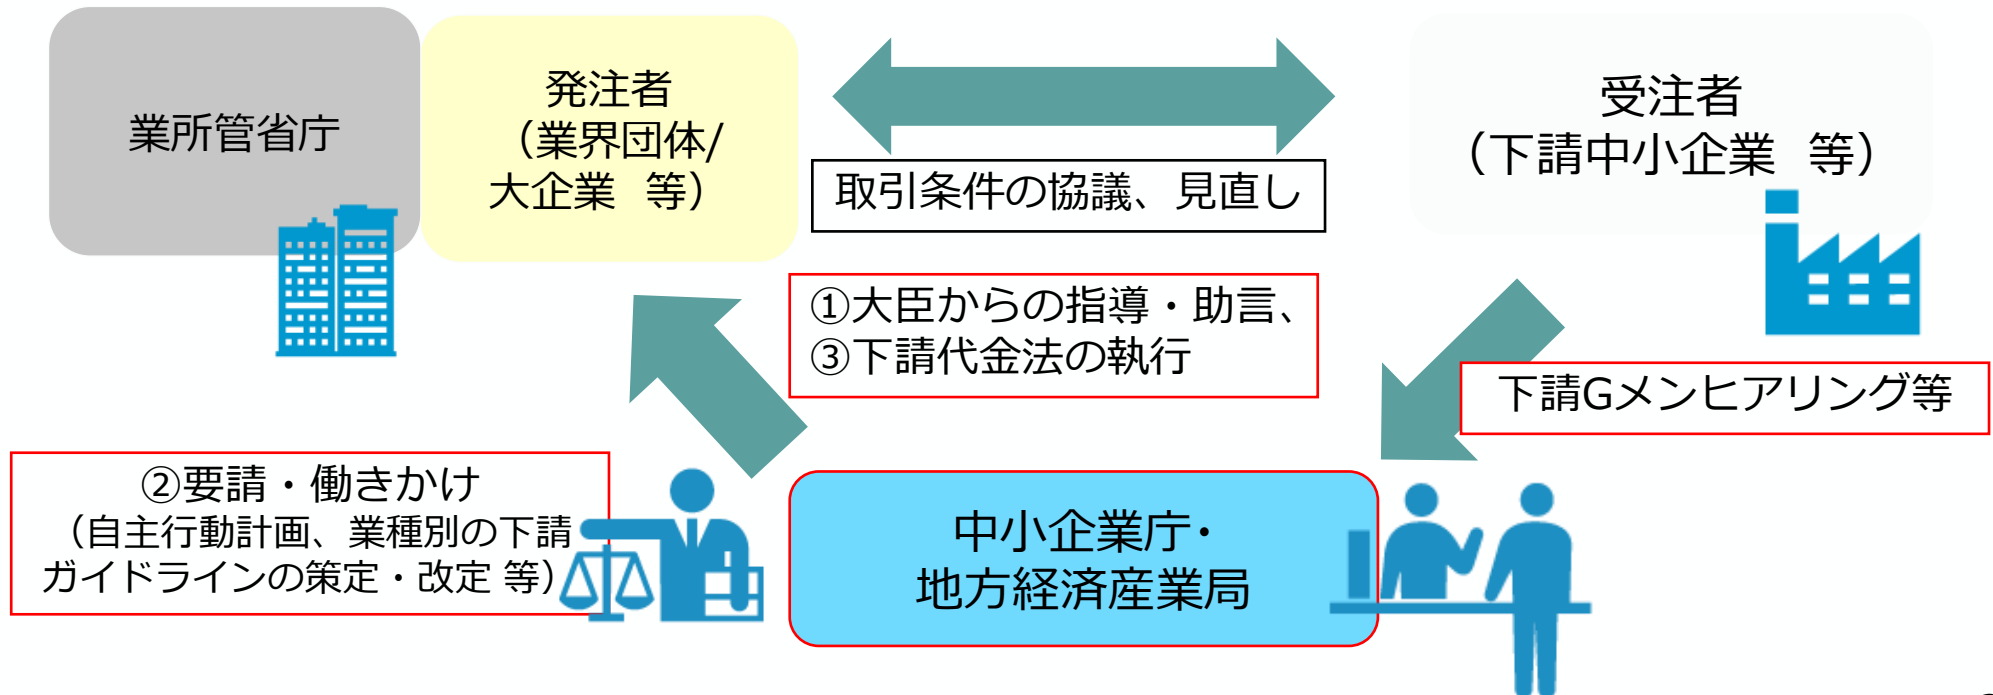 業所管省庁
発注者
（業界団体/
大企業 等）
取引条件の協議、見直し
受注者
（下請中小企業 等）
①大臣からの指導・助言、
③下請代金法の執行
下請Gメンヒアリング等
②要請・働きかけ
（自主行動計画、業種別の下請
ガイドラインの策定・改定 等）
中小企業庁・
地方経済産業局